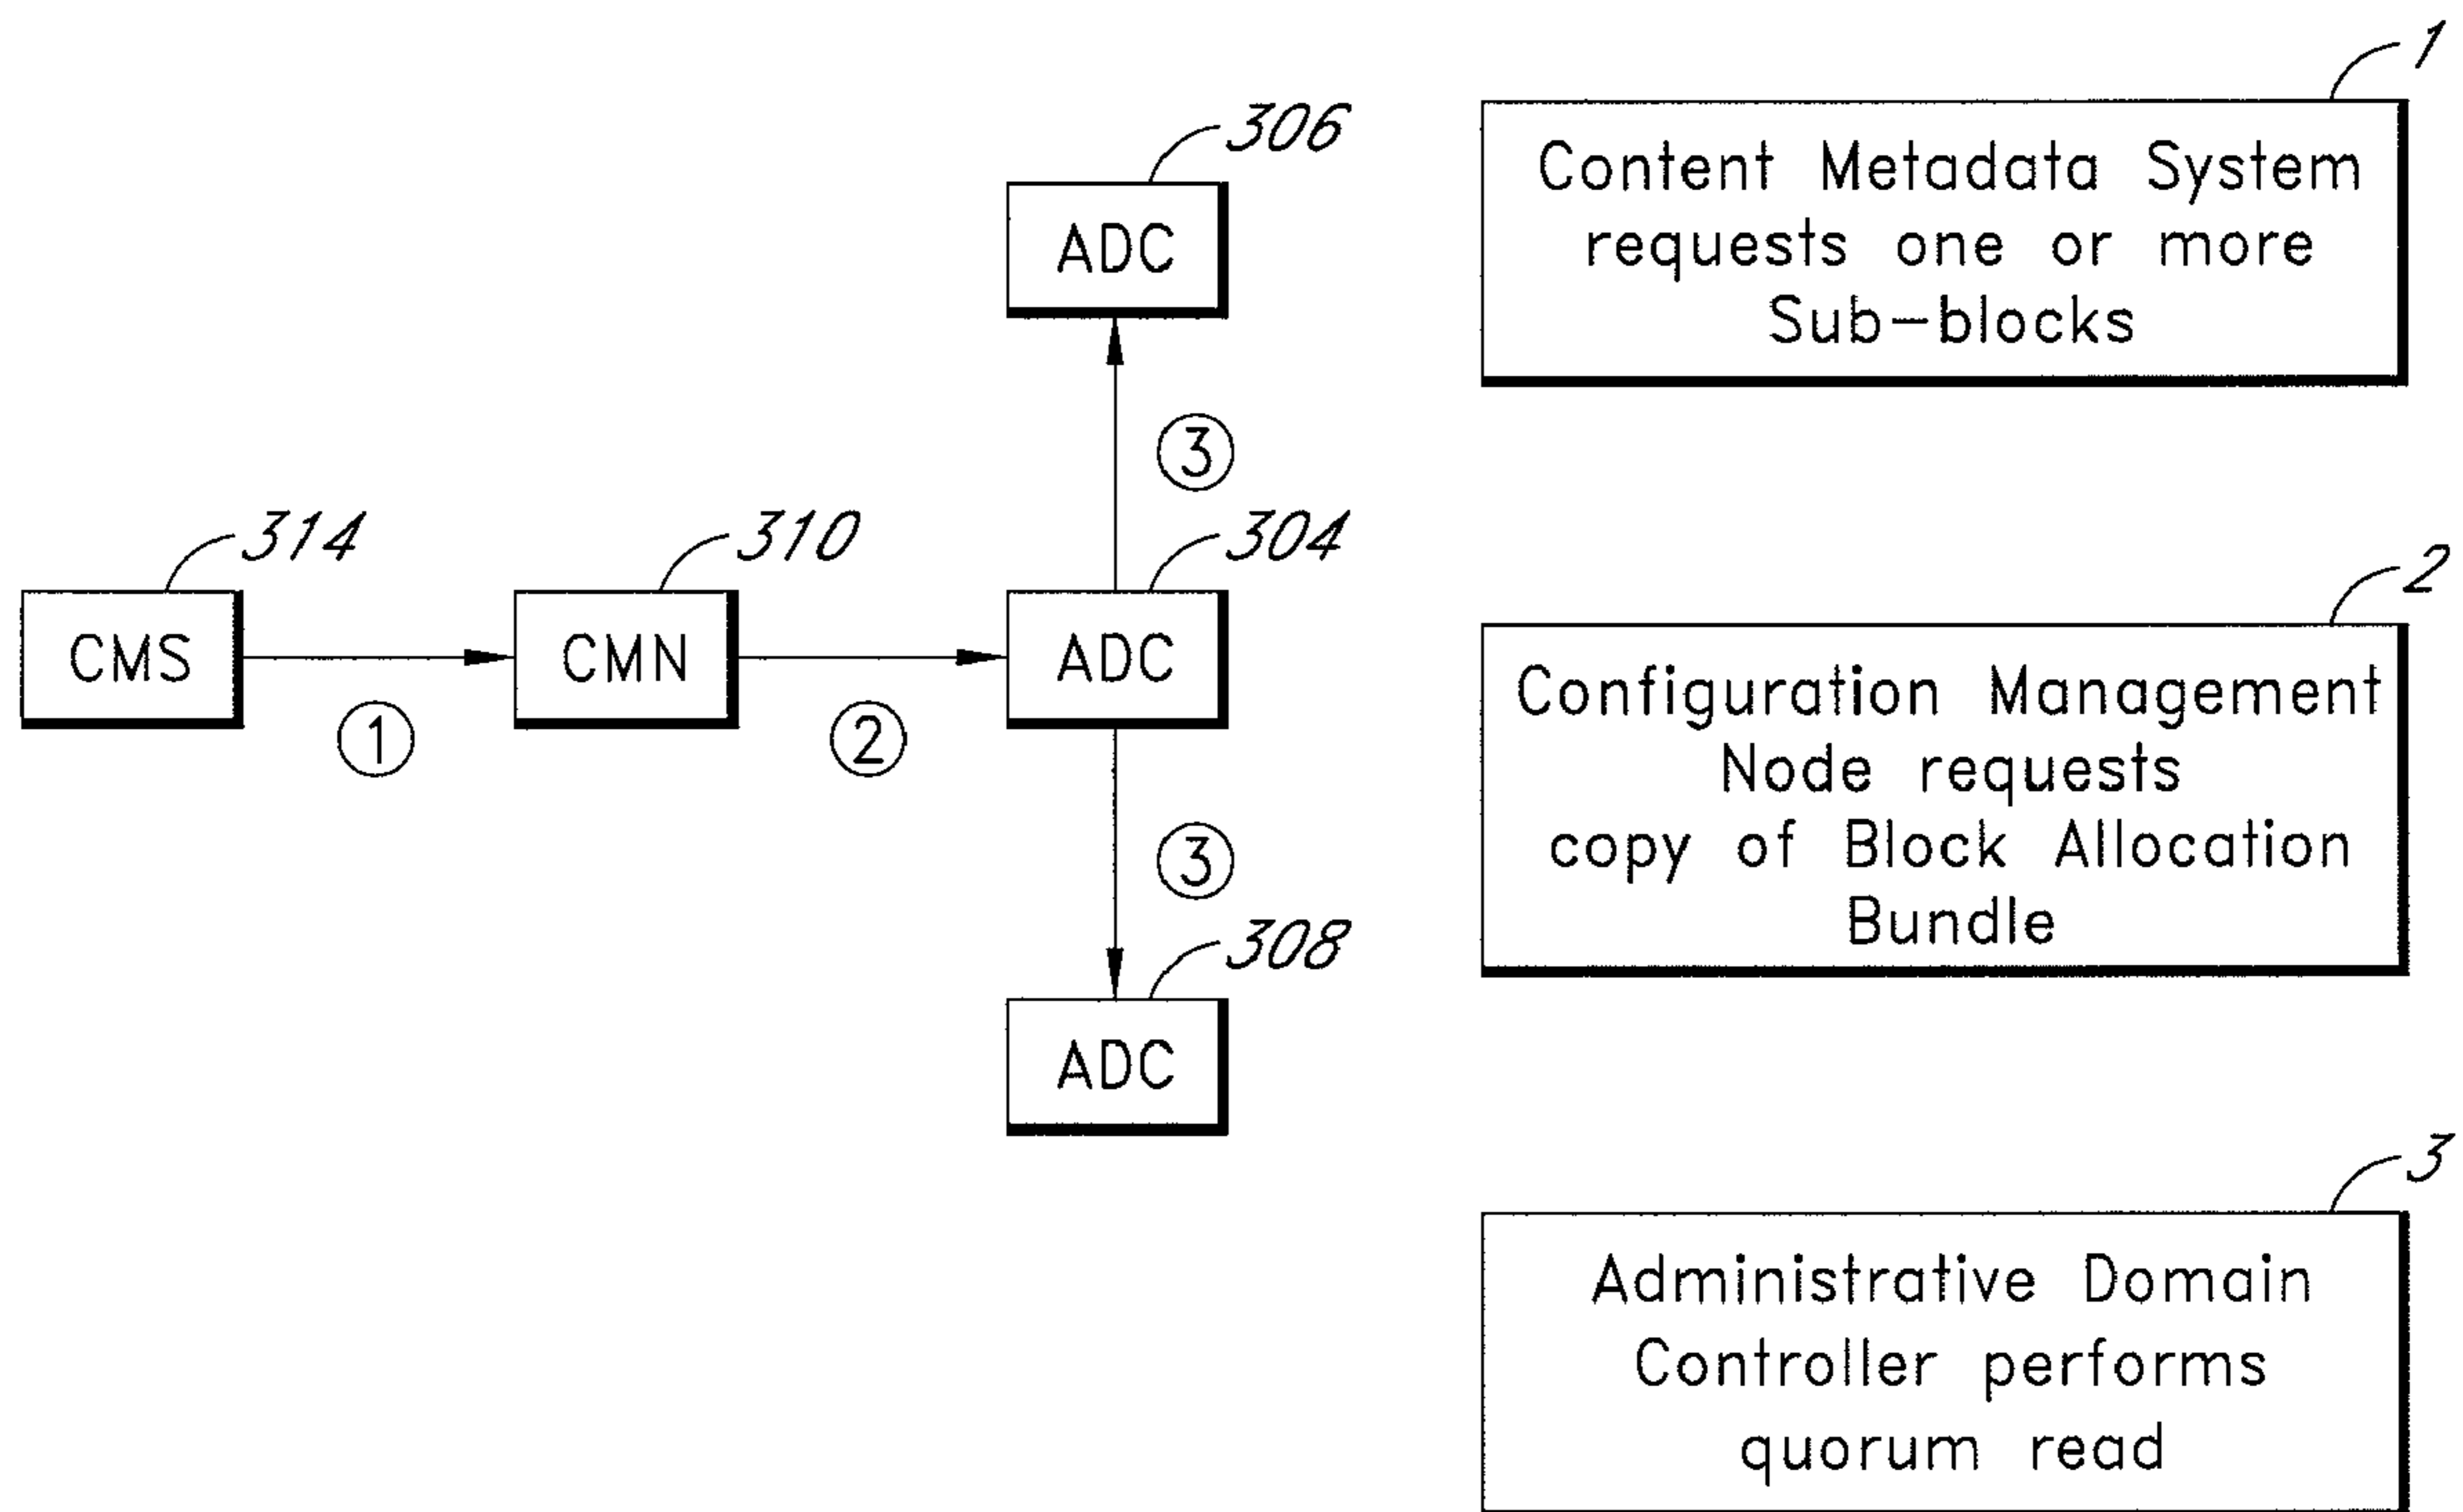 306
ADC
3
314
310
304
CMS
CMN
ADC
1
2
3
308
ADC
1
Content Metadata System
requests one or more
Sub-blocks
2
Configuration Management
Node requests
copy of Block Allocation
Bundle
3
Administrative Domain
Controller performs
quorum read